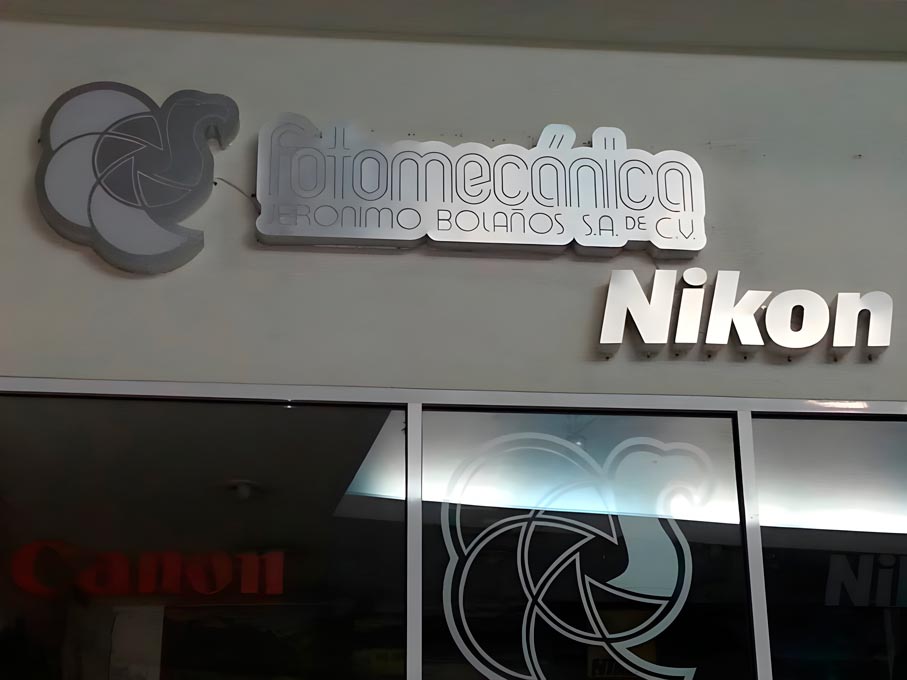 fotomecánica
JERONIMO BOLAÑOS S.A. DE C.V.
Nikon
Canon